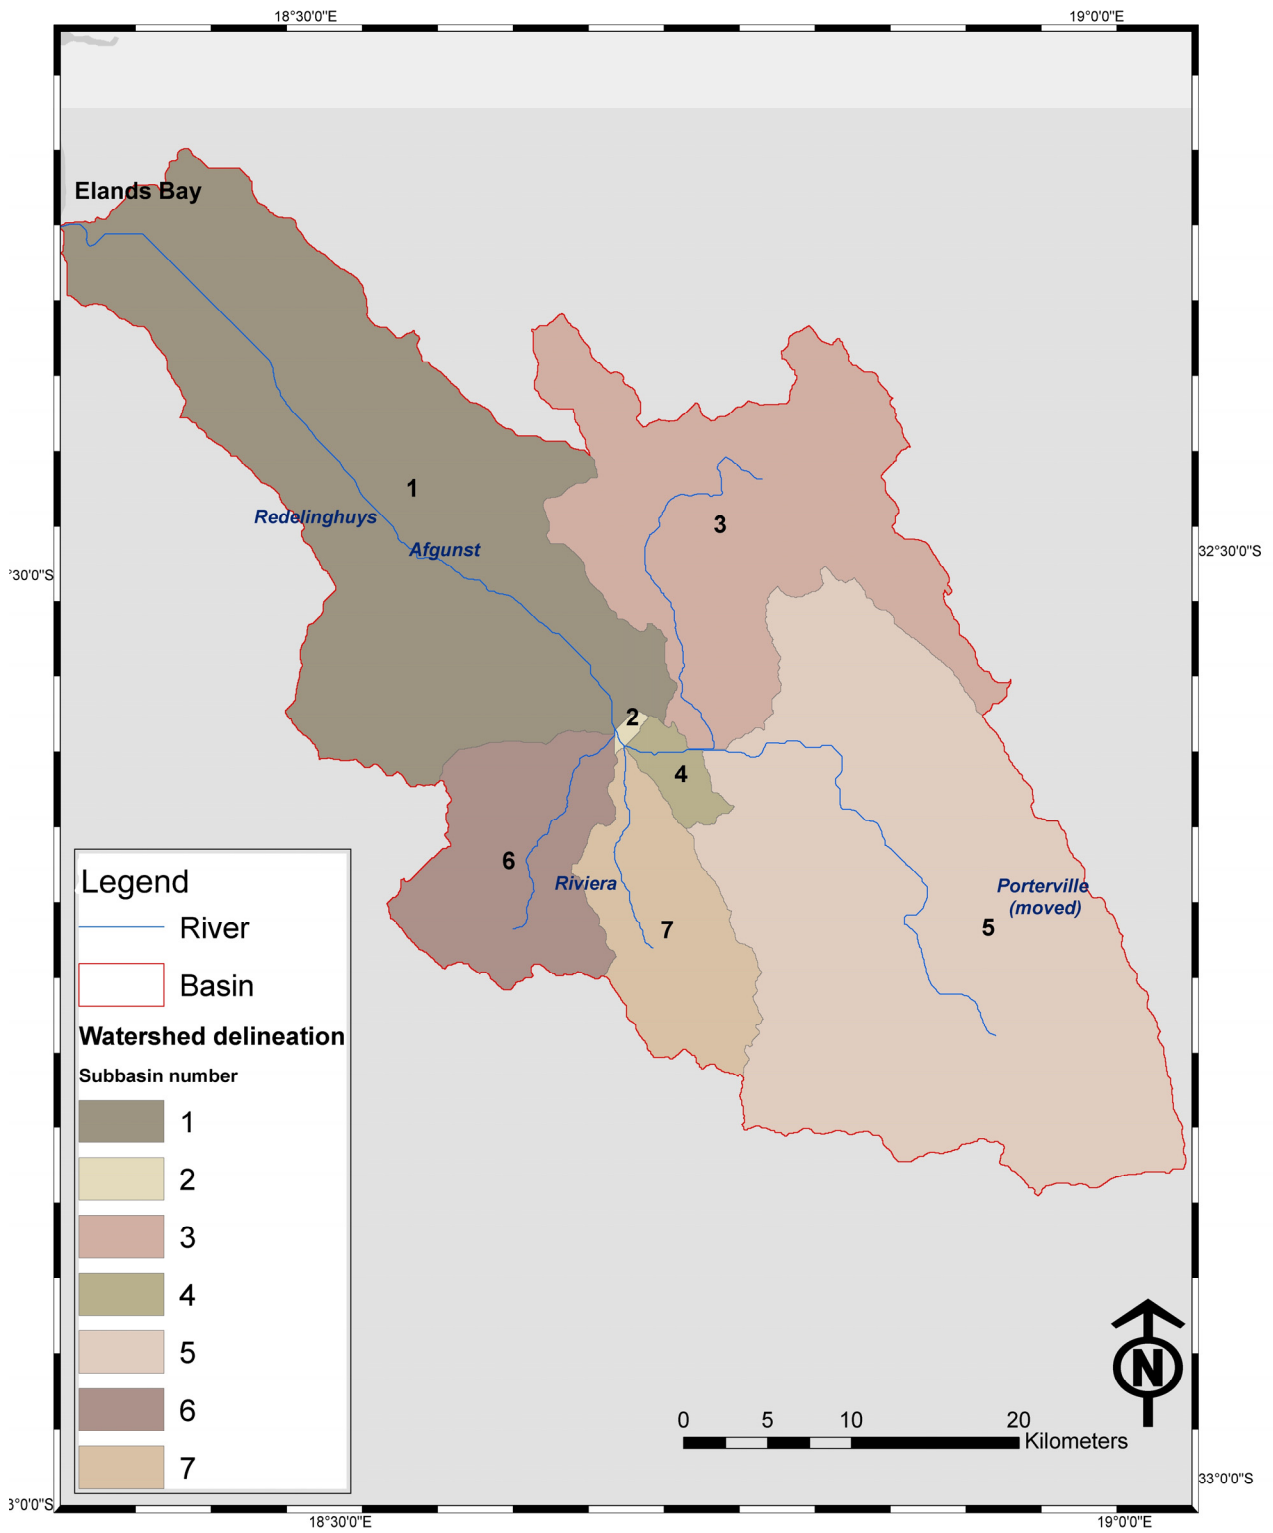 18°30'0"E
19°0'0"E
Elands Bay
1
Redelinghuys
3
Afgunst
32°30'0"S
°30'0"S
2
4
6
Riviera
Porterville
(moved)
7
5
Legend
River
Basin
Watershed delineation
Subbasin number
1
2
3
4
5
6
7
N
0 5 10 20
Kilometers
33°0'0"S
3°0'0"S
18°30'0"E
19°0'0"E